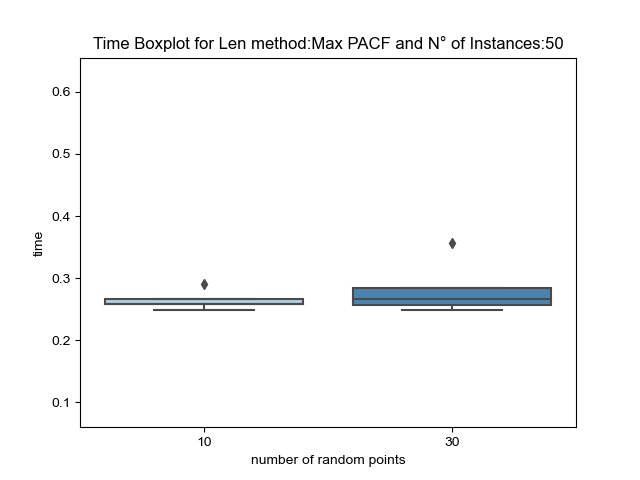 Time Boxplot for Len method:Max PACF and N° of Instances:50
0.6
0.5
0.4
0.3
0.2
0.1
time
10 30
number of random points